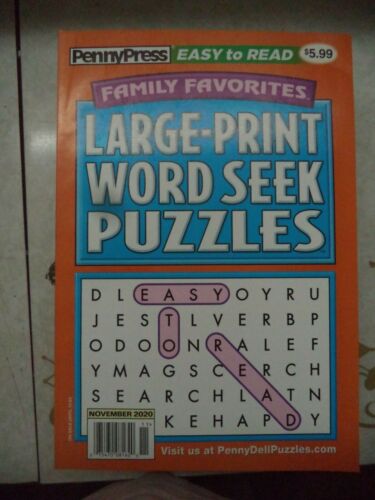 PennyPress EASY to READ $5.99
FAMILY FAVORITES
LARGE-PRINT
WORD SEEK
PUZZLES
D L E A S Y O Y R U
J E S T L V E R B P
O D O O N R A L E F
Y M A G S C E R C H
S E A R C H L A T N
NOVEMBER 2020 K E H A P D Y
Visit us at PennyDellPuzzles.com